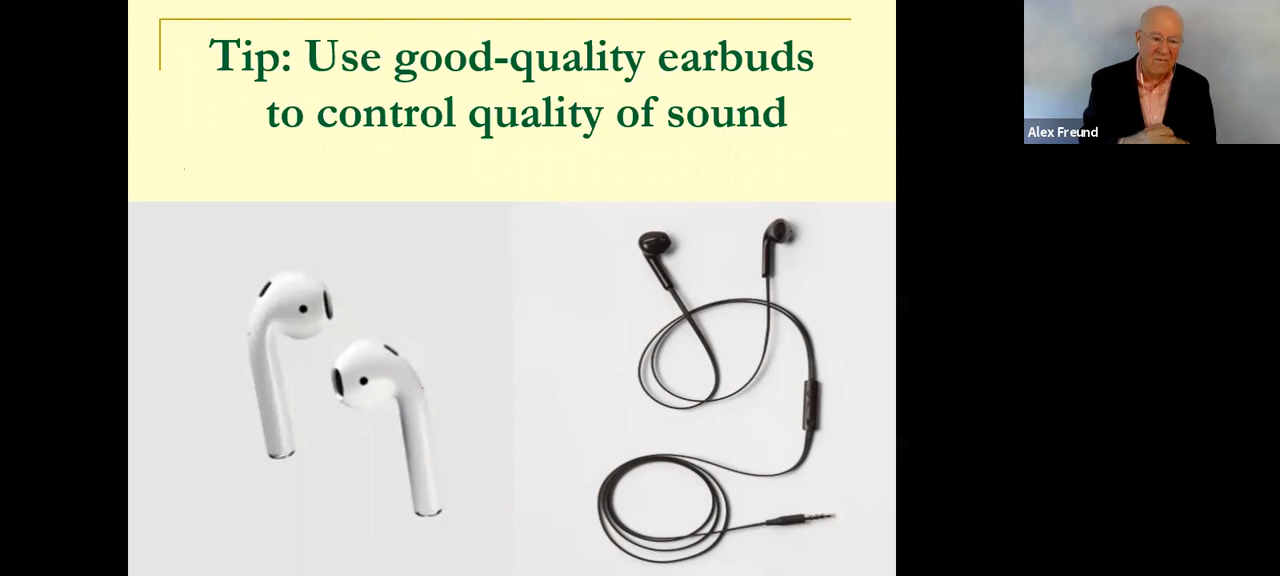 Tip: Use good-quality earbuds
to control quality of sound
Alex Freund